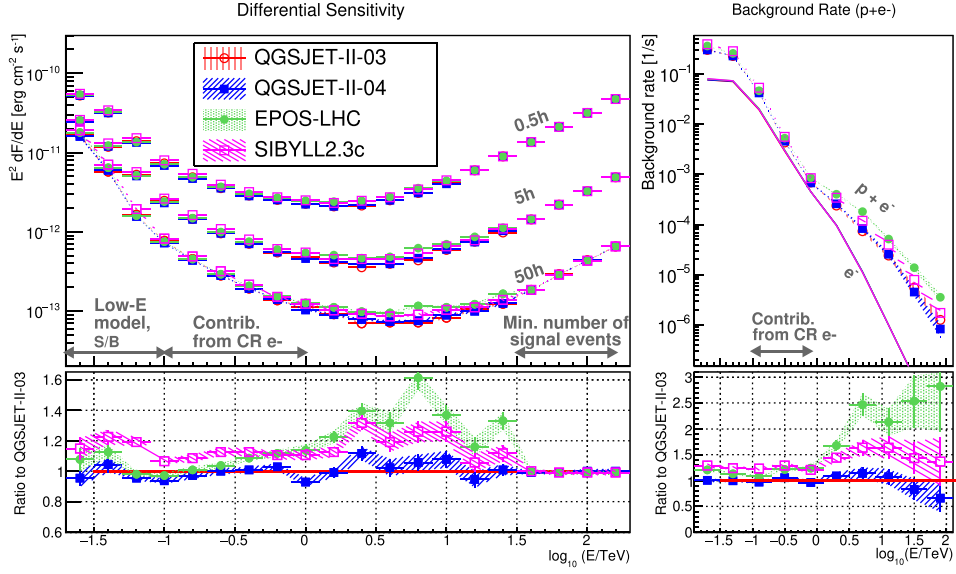 Differential Sensitivity
E² dF/dE [erg cm⁻² s⁻¹]
10⁻¹⁰
10⁻¹¹
10⁻¹²
10⁻¹³
QGSJET-II-03
QGSJET-II-04
EPOS-LHC
SIBYLL2.3c
0.5h
5h
50h
Low-E
model,
S/B
Contrib.
from CR e-
Min. number of
signal events
Ratio to QGSJET-II-03
1.6
1.4
1.2
1
0.8
0.6
−1.5 −1 −0.5 0 0.5 1 1.5 2
log₁₀ (E/TeV)
Background Rate (p+e-)
Background rate [1/s]
10⁻¹
10⁻²
10⁻³
10⁻⁴
10⁻⁵
10⁻⁶
p + e⁻
e⁻
Contrib.
from CR e-
Ratio to QGSJET-II-03
3
2.5
2
1.5
1
0.5
0
−1.5 −1 −0.5 0 0.5 1 1.5 2
log₁₀ (E/TeV)